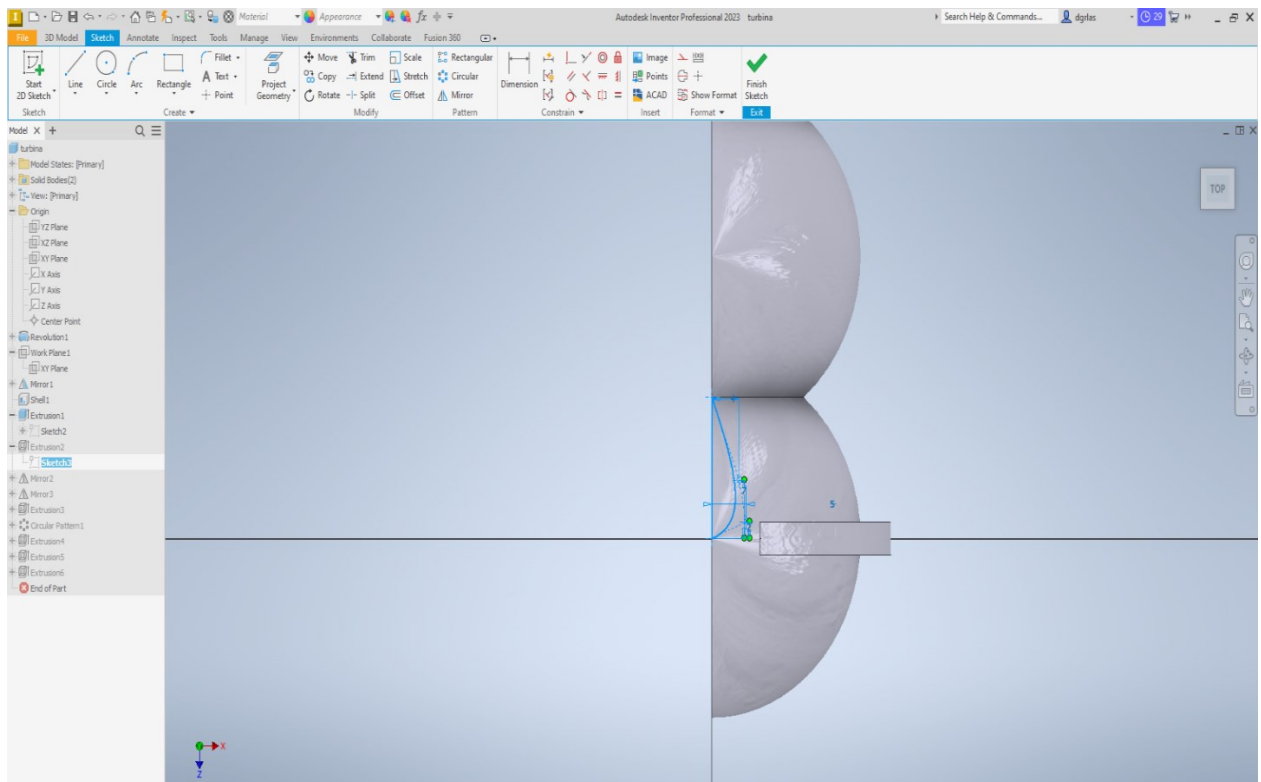 Material Appearance fx Autodesk Inventor Professional 2023 turbina Search Help & Commands... dgrlas 29
File 3D Model Sketch Annotate Inspect Tools Manage View Environments Collaborate Fusion 360
Start
2D Sketch
Line
Circle
Arc
Rectangle
Fillet
A Text
Point
Project
Geometry
Move Trim Scale
Copy Extend Stretch
Rotate Split Offset
Rectangular
Circular
Mirror
Dimension
Image
Points
ACAD
Show Format
Finish
Sketch
Sketch Create Modify Pattern Constrain Insert Format Exit
Model X +
turbina
Model States: [Primary]
Solid Bodies(2)
View: [Primary]
Origin
YZ Plane
XZ Plane
XY Plane
X Axis
Y Axis
Z Axis
Center Point
Revolution1
Work Plane1
XY Plane
Mirror1
Shell1
Extrusion1
Sketch2
Extrusion2
Sketch3
Mirror2
Mirror3
Extrusion3
Circular Pattern1
Extrusion4
Extrusion5
Extrusion6
End of Part
TOP
5
X
Z